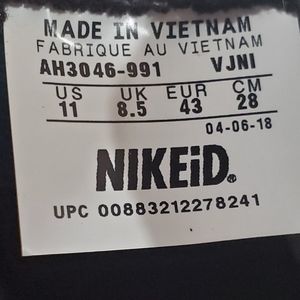 MADE IN VIETNAM
FABRIQUE AU VIETNAM
AH3046-991 VJNI
US UK EUR CM
11 8.5 43 28
04-06-18
NIKEiD.
UPC 00883212278241